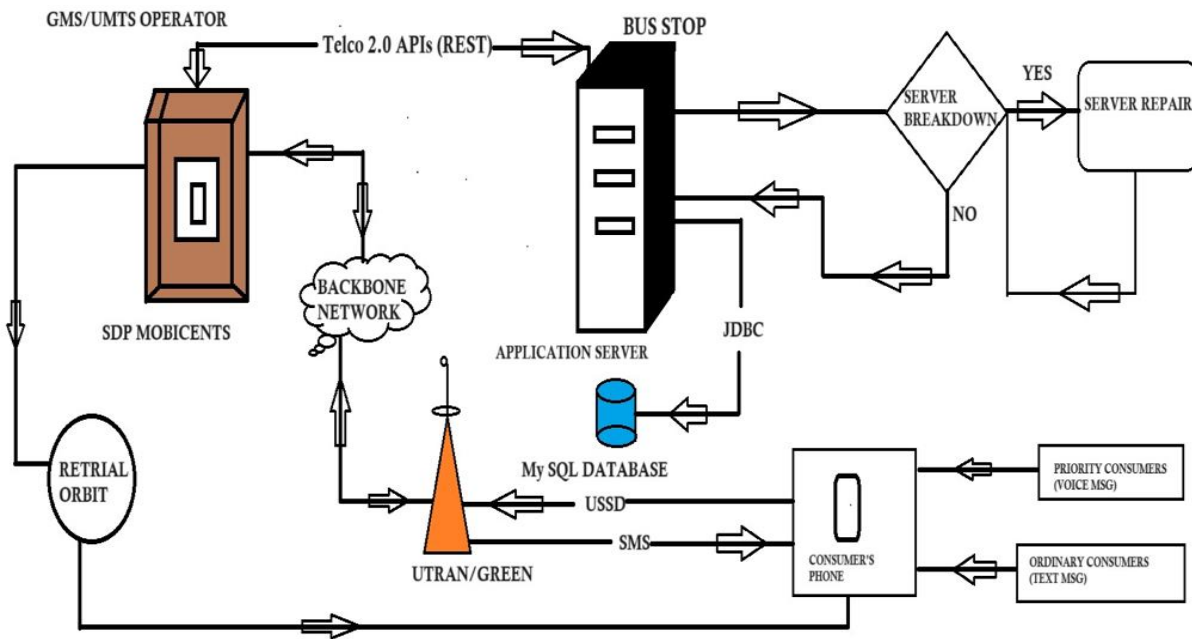 GMS/UMTS OPERATOR
Telco 2.0 APIs (REST)
BUS STOP
SERVER
BREAKDOWN
YES
SERVER REPAIR
NO
BACKBONE
NETWORK
SDP MOBICENTS
APPLICATION SERVER
JDBC
RETRIAL
ORBIT
My SQL DATABASE
USSD
SMS
UTRAN/GREEN
CONSUMER'S
PHONE
PRIORITY CONSUMERS
(VOICE MSG)
ORDINARY CONSUMERS
(TEXT MSG)